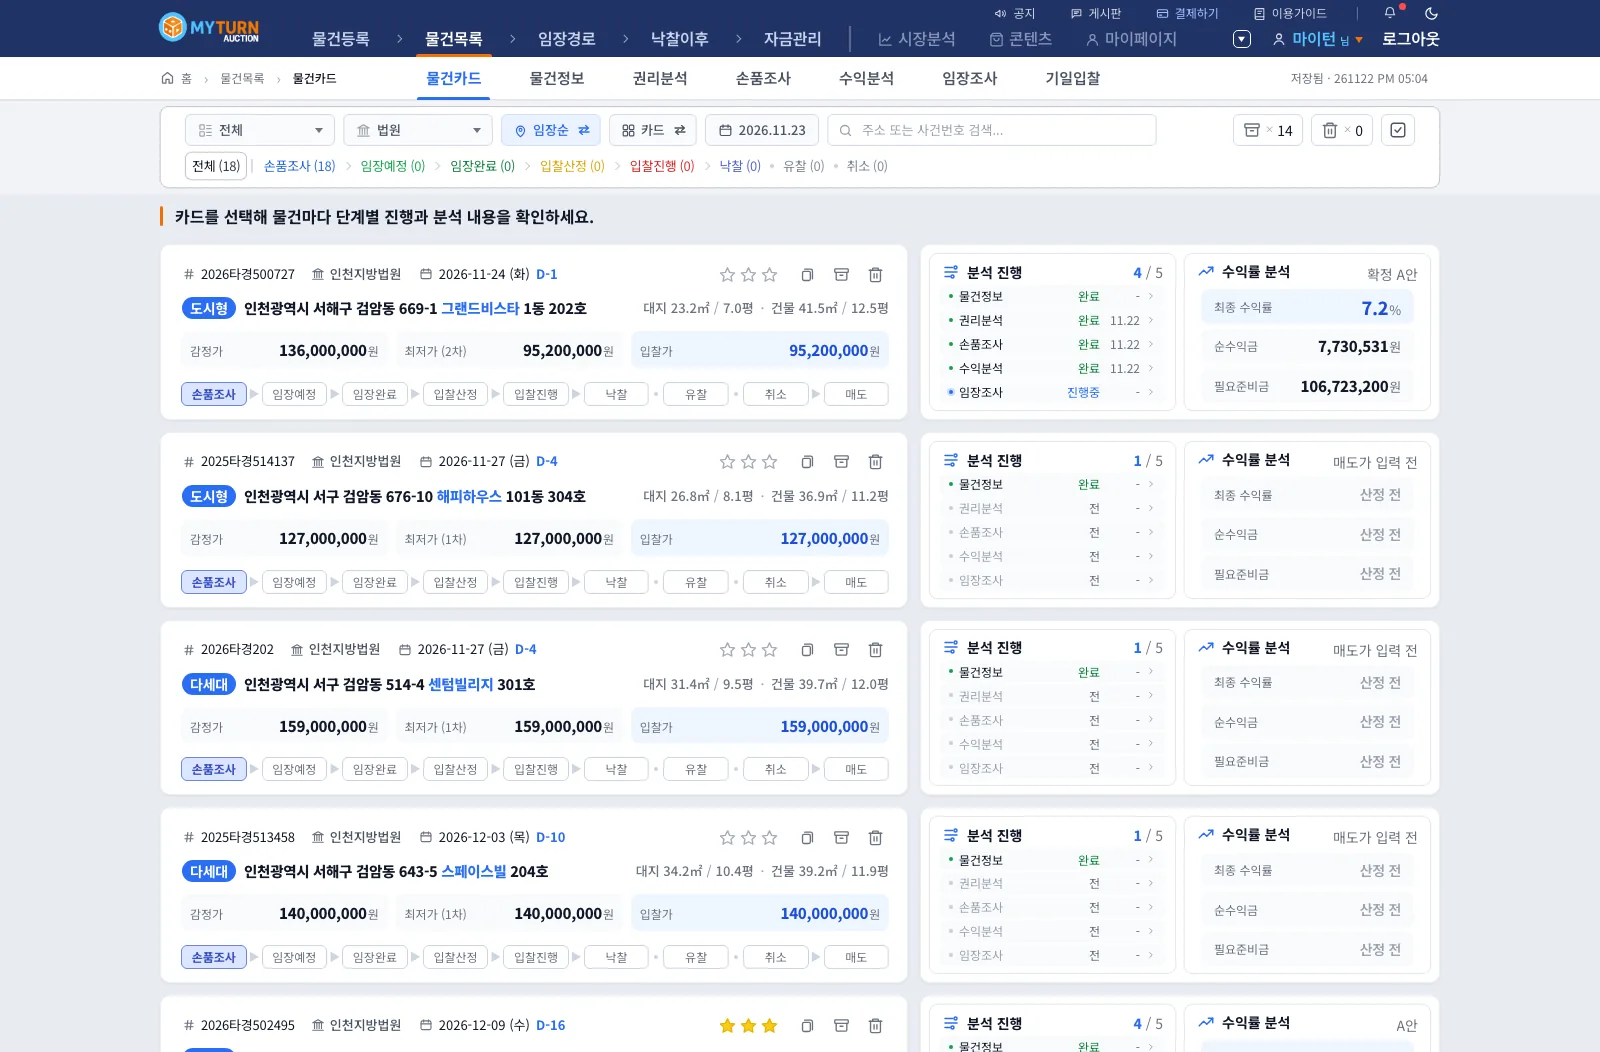 MYTURN AUCTION
공지 게시판 결제하기 이용가이드
물건등록 물건목록 임장경로 낙찰이후 자금관리 시장분석 콘텐츠 마이페이지 마이턴 님 로그아웃
홈 물건목록 물건카드
물건카드 물건정보 권리분석 손품조사 수익분석 임장조사 기일입찰
저장됨 · 261122 PM 05:04
전체 법원 임장순 카드 2026.11.23 주소 또는 사건번호 검색... × 14 × 0
전체 (18) 손품조사 (18) 임장예정 (0) 임장완료 (0) 입찰산정 (0) 입찰진행 (0) 낙찰 (0) 유찰 (0) 취소 (0)
카드를 선택해 물건마다 단계별 진행과 분석 내용을 확인하세요.
# 2026타경500727 인천지방법원 2026-11-24 (화) D-1
도시형 인천광역시 서해구 검암동 669-1 그랜드비스타 1동 202호 대지 23.2㎡ / 7.0평 · 건물 41.5㎡ / 12.5평
감정가 136,000,000원 최저가 (2차) 95,200,000원 입찰가 95,200,000원
손품조사 임장예정 임장완료 입찰산정 입찰진행 낙찰 유찰 취소 매도
분석 진행 4 / 5
물건정보 완료 -
권리분석 완료 11.22
손품조사 완료 11.22
수익분석 완료 11.22
임장조사 진행중 -
수익률 분석 확정 A안
최종 수익률 7.2%
순수익금 7,730,531원
필요준비금 106,723,200원
# 2025타경514137 인천지방법원 2026-11-27 (금) D-4
도시형 인천광역시 서구 검암동 676-10 해피하우스 101동 304호 대지 26.8㎡ / 8.1평 · 건물 36.9㎡ / 11.2평
감정가 127,000,000원 최저가 (1차) 127,000,000원 입찰가 127,000,000원
손품조사 임장예정 임장완료 입찰산정 입찰진행 낙찰 유찰 취소 매도
분석 진행 1 / 5
물건정보 완료 -
권리분석 전 -
손품조사 전 -
수익분석 전 -
임장조사 전 -
수익률 분석 매도가 입력 전
최종 수익률 산정 전
순수익금 산정 전
필요준비금 산정 전
# 2026타경202 인천지방법원 2026-11-27 (금) D-4
다세대 인천광역시 서구 검암동 514-4 센텀빌리지 301호 대지 31.4㎡ / 9.5평 · 건물 39.7㎡ / 12.0평
감정가 159,000,000원 최저가 (1차) 159,000,000원 입찰가 159,000,000원
손품조사 임장예정 임장완료 입찰산정 입찰진행 낙찰 유찰 취소 매도
분석 진행 1 / 5
물건정보 완료 -
권리분석 전 -
손품조사 전 -
수익분석 전 -
임장조사 전 -
수익률 분석 매도가 입력 전
최종 수익률 산정 전
순수익금 산정 전
필요준비금 산정 전
# 2025타경513458 인천지방법원 2026-12-03 (목) D-10
다세대 인천광역시 서해구 검암동 643-5 스페이스빌 204호 대지 34.2㎡ / 10.4평 · 건물 39.2㎡ / 11.9평
감정가 140,000,000원 최저가 (1차) 140,000,000원 입찰가 140,000,000원
손품조사 임장예정 임장완료 입찰산정 입찰진행 낙찰 유찰 취소 매도
분석 진행 1 / 5
물건정보 완료 -
권리분석 전 -
손품조사 전 -
수익분석 전 -
임장조사 전 -
수익률 분석 매도가 입력 전
최종 수익률 산정 전
순수익금 산정 전
필요준비금 산정 전
# 2026타경502495 인천지방법원 2026-12-09 (수) D-16
분석 진행 4 / 5
물건정보 완료 -
수익률 분석 A안